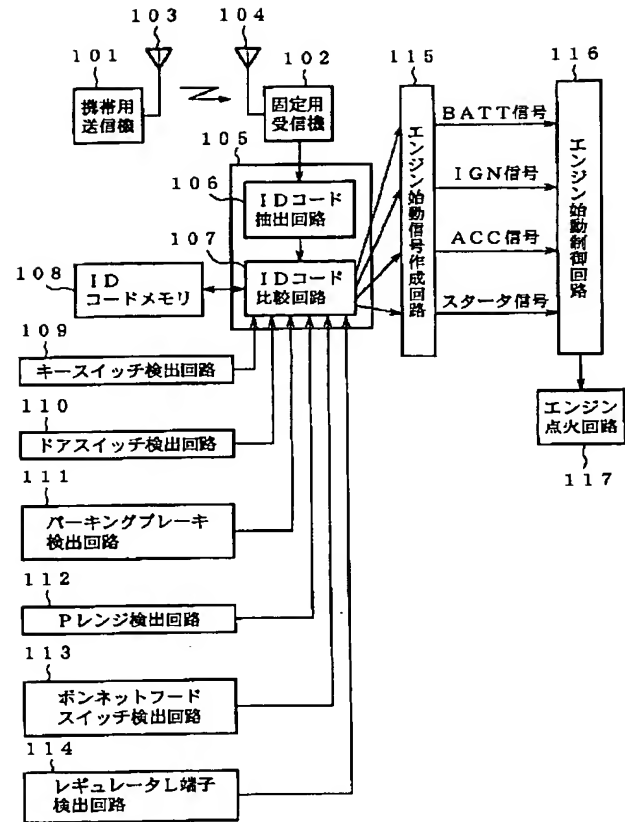 103
104
101
102
115
116
携帯用
送信機
固定用
受信機
105
106
IDコード
抽出回路
107
108
ID
コードメモリ
IDコード
比較回路
エンジン始動信号作成回路
BATT信号
IGN信号
ACC信号
スタータ信号
エンジン始動制御回路
109
キースイッチ検出回路
110
ドアスイッチ検出回路
エンジン
点火回路
117
111
パーキングブレーキ
検出回路
112
Pレンジ検出回路
113
ボンネットフード
スイッチ検出回路
114
レギュレータL端子
検出回路